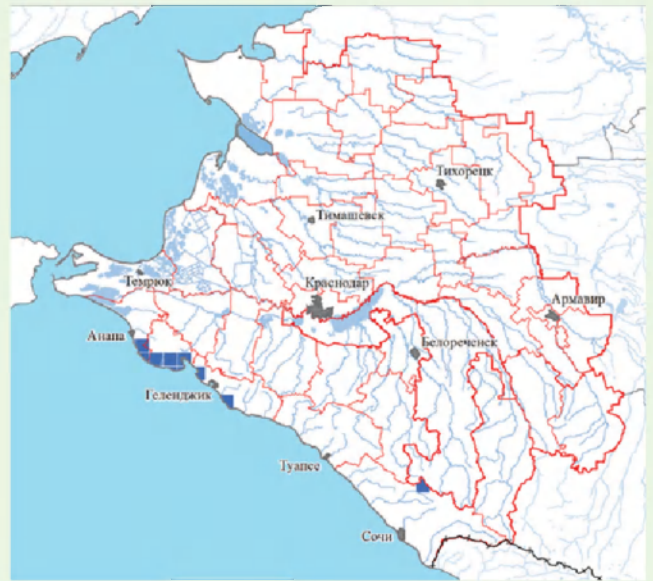 Тихорецк
Тимашевск
Темрюк
Краснодар
Армавир
Анапа
Белореченск
Геленджик
Туапсе
Сочи